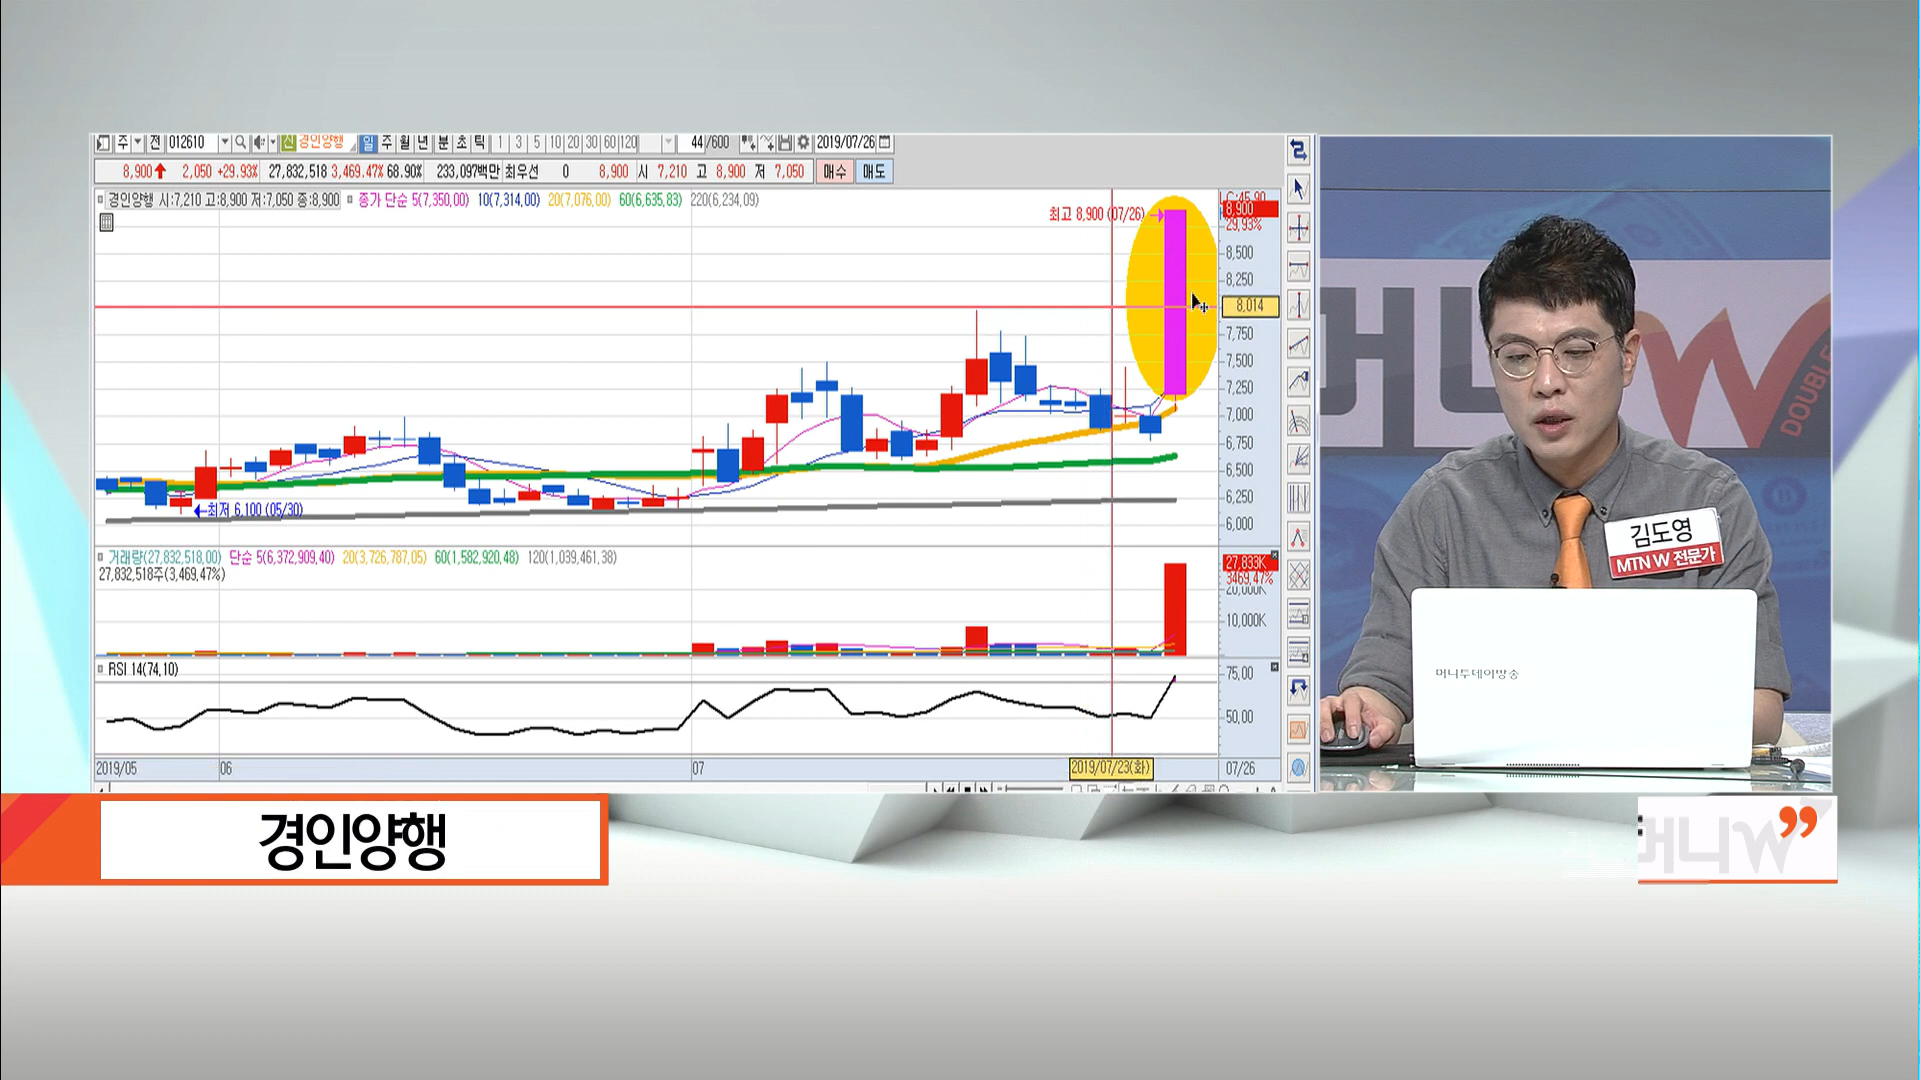 주 전 012610 신 경인양행 일 주 월 년 분 초 틱 1 3 5 10 20 30 60 120 44 /600 2019/07/26
8,900 2,050 +29.93% 27,832,518 3,469.47% 68.90% 233,097백만 최우선 0 8,900 시 7,210 고 8,900 저 7,050 매수 매도
경인양행 시:7,210 고:8,900 저:7,050 종:8,900 종가 단순 5(7,350.00) 10(7,314.00) 20(7,076.00) 60(6,635.83) 220(6,234.09)
최고 8,900 (07/26)
LC:45.90
8,900
29.93%
8,500
8,250
8,014
7,750
7,500
7,250
7,000
6,750
6,500
6,250
6,000
최저 6,100 (05/30)
거래량(27,832,518.00) 단순 5(6,372,909.40) 20(3,726,787.05) 60(1,582,920.48) 120(1,039,461.38)
27,832,518주(3,469.47%)
27,833K
3469.47%
20,000K
10,000K
RSI 14(74.10)
75.00
50.00
2019/05 06 07 2019/07/23(화) 07/26
머니W
DOUBLE
김도영
MTN W 전문가
머니투데이방송
경인양행
머니W”